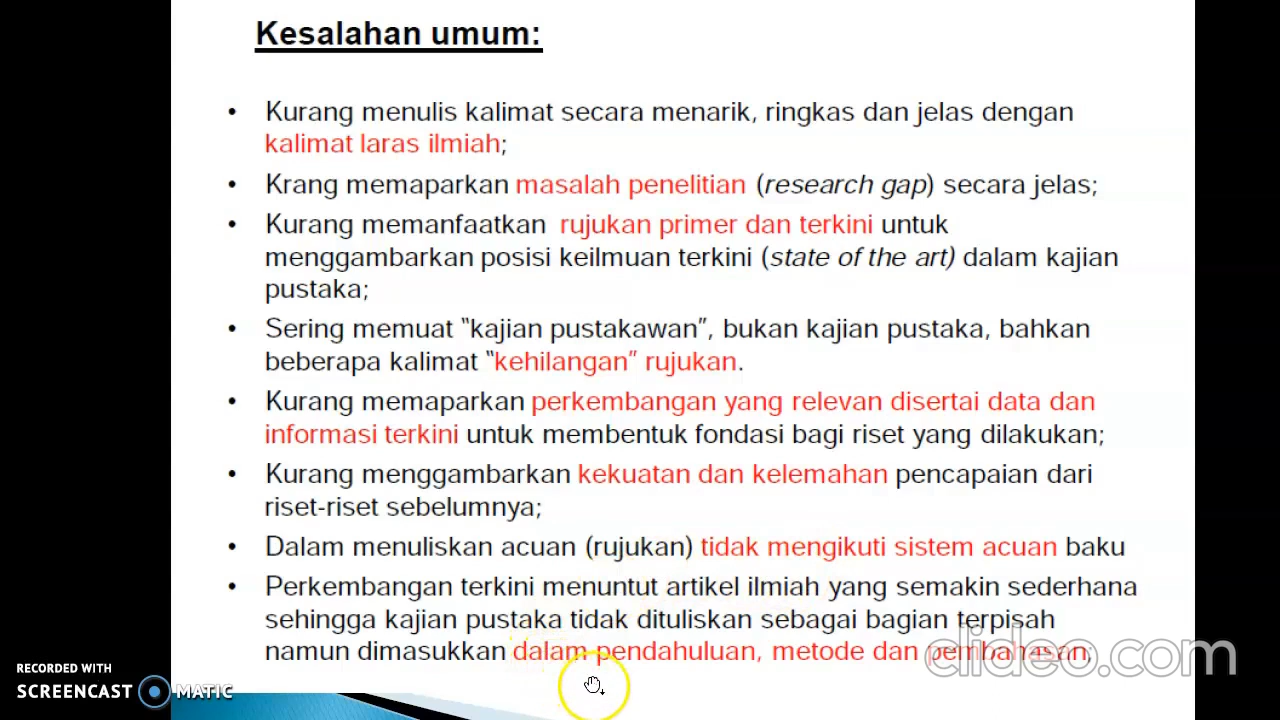 Kesalahan umum:
• Kurang menulis kalimat secara menarik, ringkas dan jelas dengan
kalimat laras ilmiah;
• Krang memaparkan masalah penelitian (research gap) secara jelas;
• Kurang memanfaatkan rujukan primer dan terkini untuk
menggambarkan posisi keilmuan terkini (state of the art) dalam kajian
pustaka;
• Sering memuat “kajian pustakawan”, bukan kajian pustaka, bahkan
beberapa kalimat “kehilangan” rujukan.
• Kurang memaparkan perkembangan yang relevan disertai data dan
informasi terkini untuk membentuk fondasi bagi riset yang dilakukan;
• Kurang menggambarkan kekuatan dan kelemahan pencapaian dari
riset-riset sebelumnya;
• Dalam menuliskan acuan (rujukan) tidak mengikuti sistem acuan baku
• Perkembangan terkini menuntut artikel ilmiah yang semakin sederhana
sehingga kajian pustaka tidak dituliskan sebagai bagian terpisah
namun dimasukkan dalam pendahuluan, metode dan pembahasan,
clideo.com
RECORDED WITH
SCREENCAST MATIC